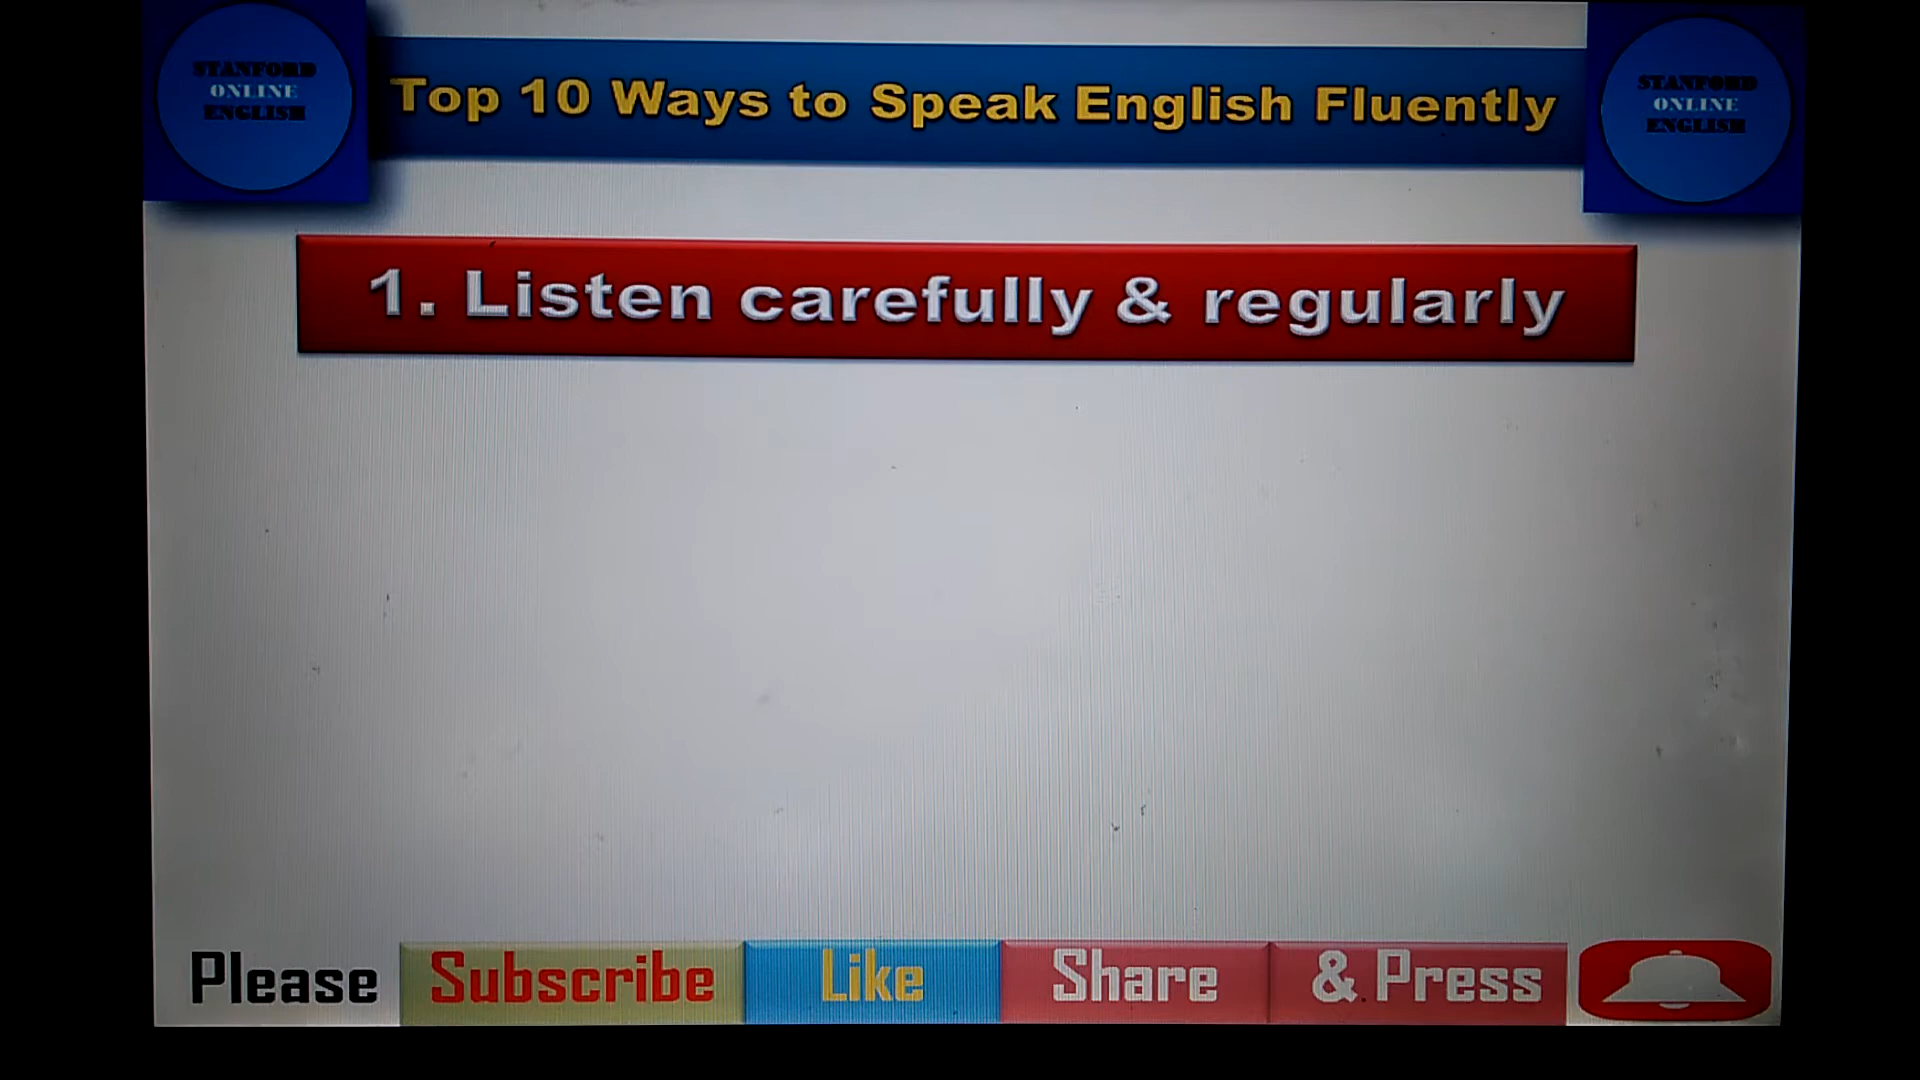 STANFORD
ONLINE
ENGLISH
Top 10 Ways to Speak English Fluently
STANFORD
ONLINE
ENGLISH
1. Listen carefully & regularly
Please Subscribe Like Share & Press